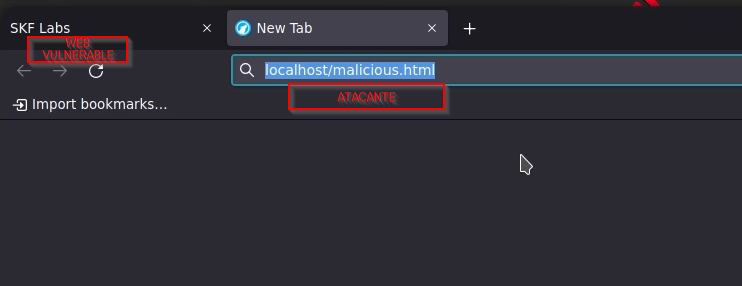 SKF Labs
New Tab
WEB
VULNERABLE
localhost/malicious.html
ATACANTE
Import bookmarks...